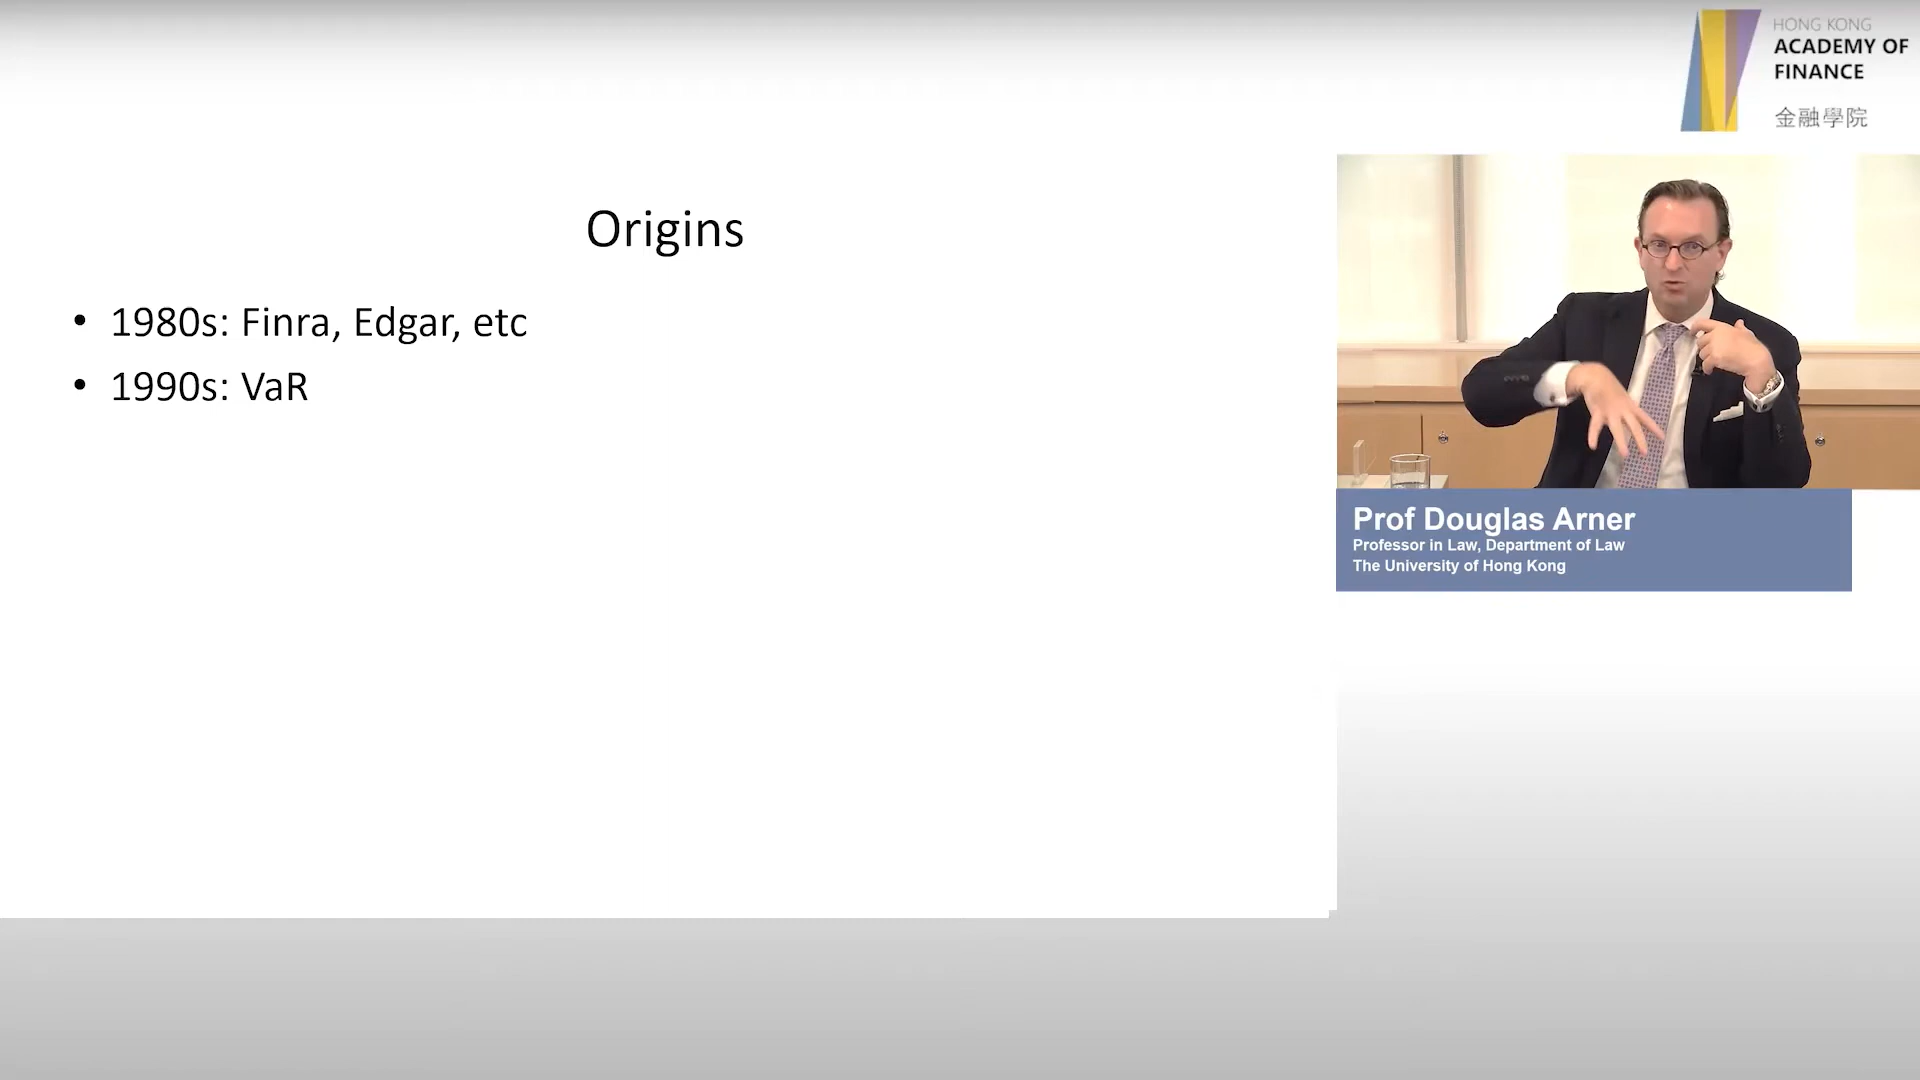 HONG KONG
ACADEMY OF
FINANCE
金融學院
Origins
• 1980s: Finra, Edgar, etc
• 1990s: VaR
Prof Douglas Arner
Professor in Law, Department of Law
The University of Hong Kong